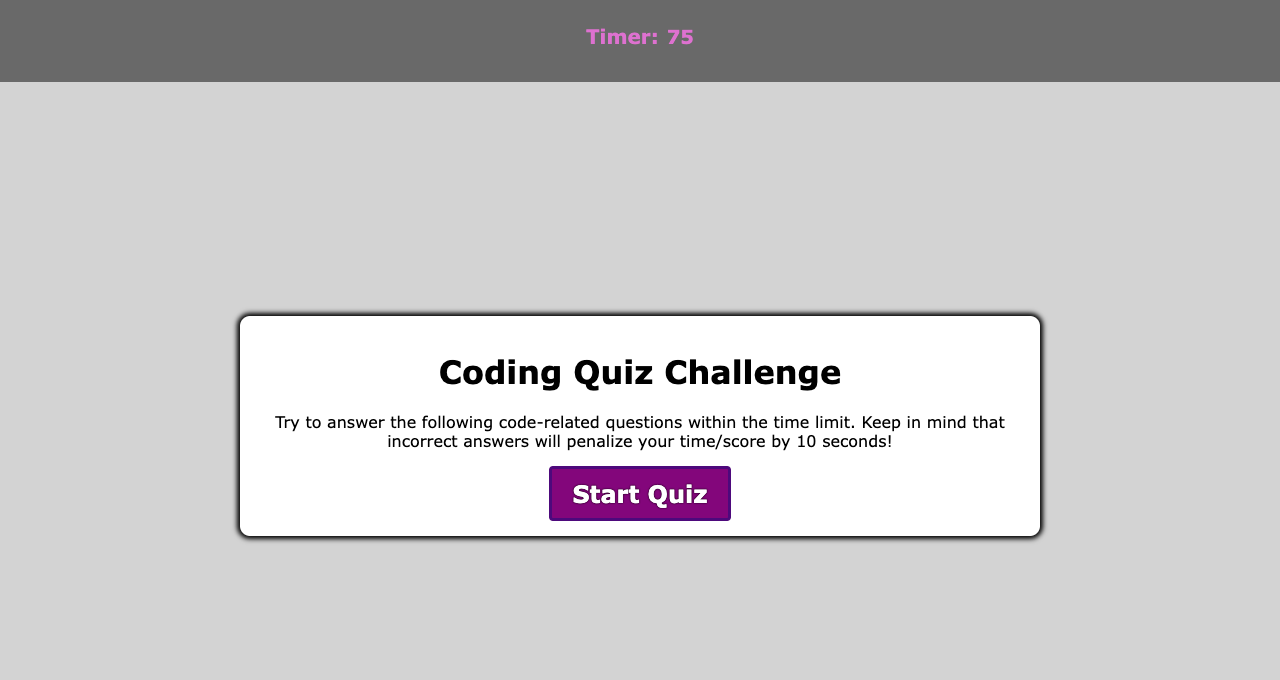 Timer: 75
Coding Quiz Challenge
Try to answer the following code-related questions within the time limit. Keep in mind that
incorrect answers will penalize your time/score by 10 seconds!
Start Quiz